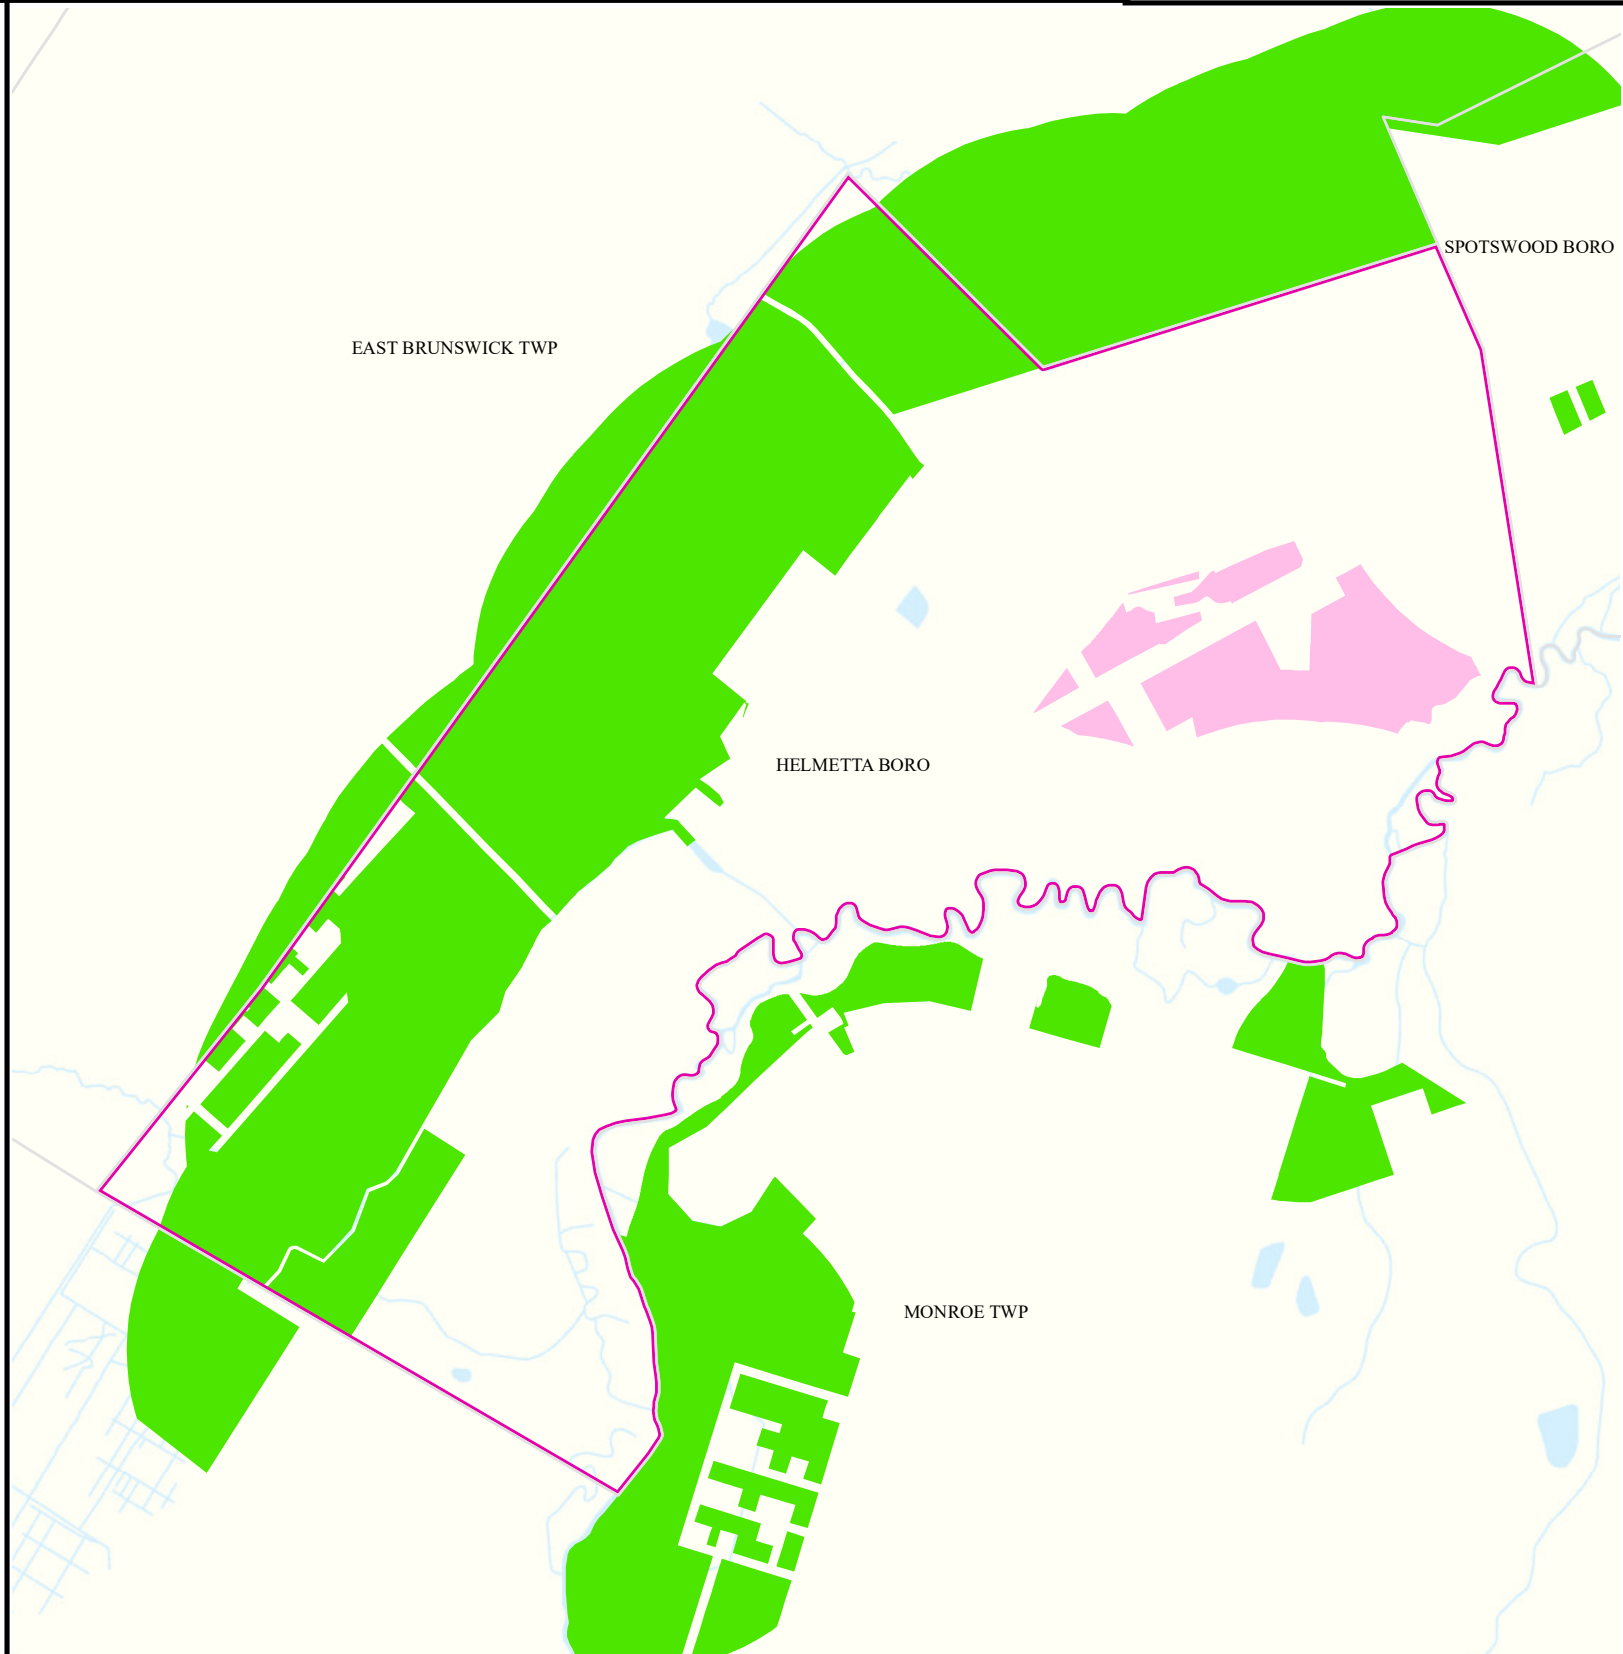 SPOTSWOOD BORO
EAST BRUNSWICK TWP
HELMETTA BORO
MONROE TWP